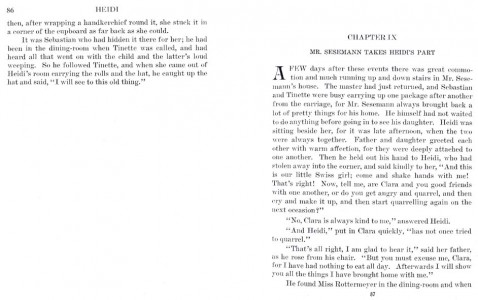 86 HEIDI
then, after wrapping a handkerchief round it, she stuck it in
a corner of the cupboard as far back as she could.
It was Sebastian who had hidden it there for her; he had
been in the dining-room when Tinette was called, and had
heard all that went on with the child and the latter's loud
weeping. So he followed Tinette, and when she came out of
Heidi's room carrying the rolls and the hat, he caught up the
hat and said, "I will see to this old thing."
CHAPTER IX
MR. SESEMANN TAKES HEIDI'S PART
A FEW days after these events there was great commo-
tion and much running up and down stairs in Mr. Sese-
mann's house. The master had just returned, and Sebastian
and Tinette were busy carrying up one package after another
from the carriage, for Mr. Sesemann always brought back a
lot of pretty things for his home. He himself had not waited
to do anything before going in to see his daughter. Heidi was
sitting beside her, for it was late afternoon, when the two
were always together. Father and daughter greeted each
other with warm affection, for they were deeply attached to
one another. Then he held out his hand to Heidi, who had
stolen away into the corner, and said kindly to her, "And this
is our little Swiss girl; come and shake hands with me!
That's right! Now, tell me, are Clara and you good friends
with one another, or do you get angry and quarrel, and then
cry and make it up, and then start quarrelling again on the
next occasion?"
"No, Clara is always kind to me," answered Heidi.
"And Heidi," put in Clara quickly, "has not once tried
to quarrel."
"That's all right, I am glad to hear it," said her father,
as he rose from his chair. "But you must excuse me, Clara,
for I have had nothing to eat all day. Afterwards I will show
you all the things I have brought home with me."
He found Miss Rottermeyer in the dining-room and when
87